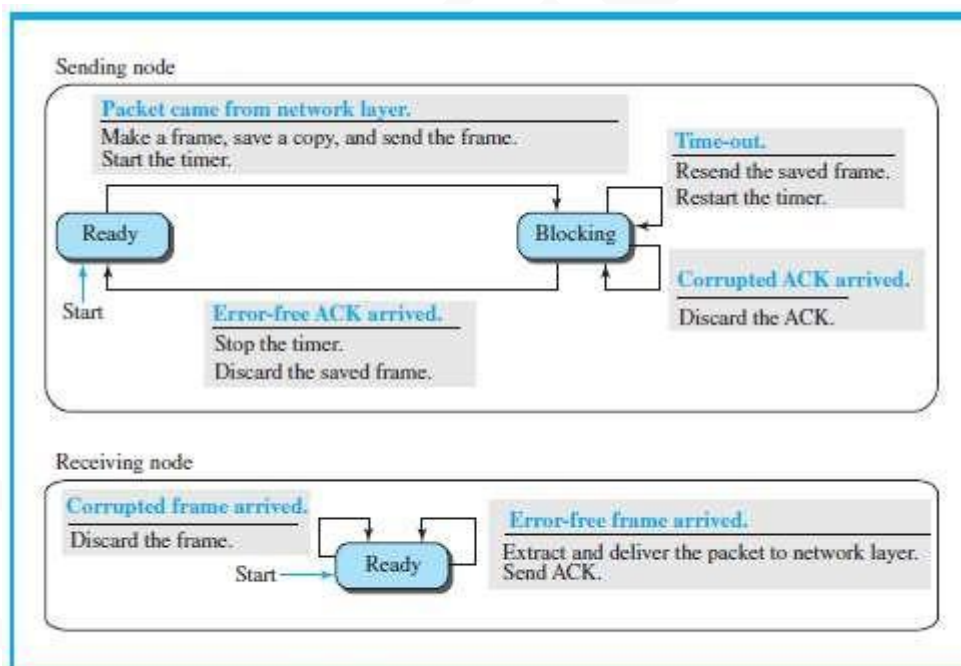 Sending node
Packet came from network layer.
Make a frame, save a copy, and send the frame.
Start the timer.
Time-out.
Resend the saved frame.
Restart the timer.
Ready
Blocking
Start
Error-free ACK arrived.
Stop the timer.
Discard the saved frame.
Corrupted ACK arrived.
Discard the ACK.
Receiving node
Corrupted frame arrived.
Discard the frame.
Start
Ready
Error-free frame arrived.
Extract and deliver the packet to network layer.
Send ACK.